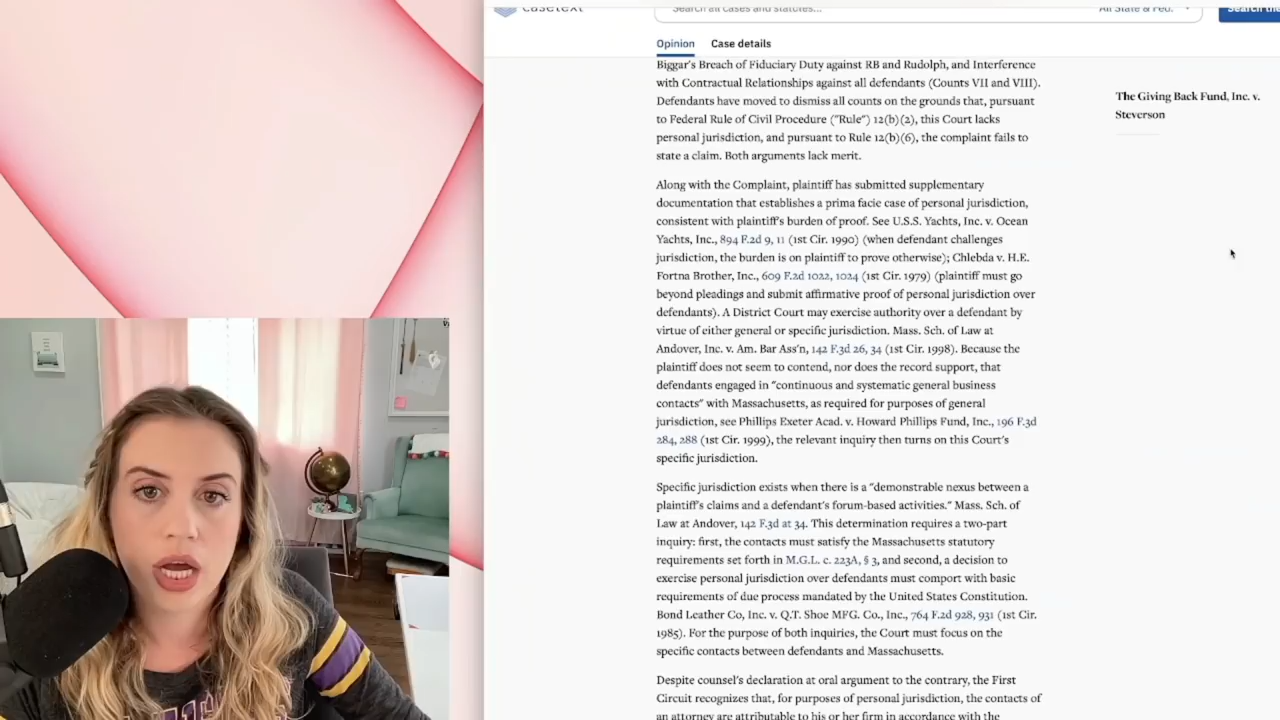 casetext
Search all cases and statutes...
All State & Fed.
Search
Opinion Case details
Biggar's Breach of Fiduciary Duty against RB and Rudolph, and Interference
with Contractual Relationships against all defendants (Counts VII and VIII).
Defendants have moved to dismiss all counts on the grounds that, pursuant
to Federal Rule of Civil Procedure ("Rule") 12(b)(2), this Court lacks
personal jurisdiction, and pursuant to Rule 12(b)(6), the complaint fails to
state a claim. Both arguments lack merit.
Along with the Complaint, plaintiff has submitted supplementary
documentation that establishes a prima facie case of personal jurisdiction,
consistent with plaintiff's burden of proof. See U.S.S. Yachts, Inc. v. Ocean
Yachts, Inc., 894 F.2d 9, 11 (1st Cir. 1990) (when defendant challenges
jurisdiction, the burden is on plaintiff to prove otherwise); Chlebda v. H.E.
Fortna Brother, Inc., 609 F.2d 1022, 1024 (1st Cir. 1979) (plaintiff must go
beyond pleadings and submit affirmative proof of personal jurisdiction over
defendants). A District Court may exercise authority over a defendant by
virtue of either general or specific jurisdiction. Mass. Sch. of Law at
Andover, Inc. v. Am. Bar Ass'n, 142 F.3d 26, 34 (1st Cir. 1998). Because the
plaintiff does not seem to contend, nor does the record support, that
defendants engaged in "continuous and systematic general business
contacts" with Massachusetts, as required for purposes of general
jurisdiction, see Phillips Exeter Acad. v. Howard Phillips Fund, Inc., 196 F.3d
284, 288 (1st Cir. 1999), the relevant inquiry then turns on this Court's
specific jurisdiction.
Specific jurisdiction exists when there is a "demonstrable nexus between a
plaintiff's claims and a defendant's forum-based activities." Mass. Sch. of
Law at Andover, 142 F.3d at 34. This determination requires a two-part
inquiry: first, the contacts must satisfy the Massachusetts statutory
requirements set forth in M.G.L. c. 223A, § 3, and second, a decision to
exercise personal jurisdiction over defendants must comport with basic
requirements of due process mandated by the United States Constitution.
Bond Leather Co, Inc. v. Q.T. Shoe MFG. Co., Inc., 764 F.2d 928, 931 (1st Cir.
1985). For the purpose of both inquiries, the Court must focus on the
specific contacts between defendants and Massachusetts.
Despite counsel's declaration at oral argument to the contrary, the First
Circuit recognizes that, for purposes of personal jurisdiction, the contacts of
an attorney are attributable to his or her firm in accordance with the
The Giving Back Fund, Inc. v.
Steverson